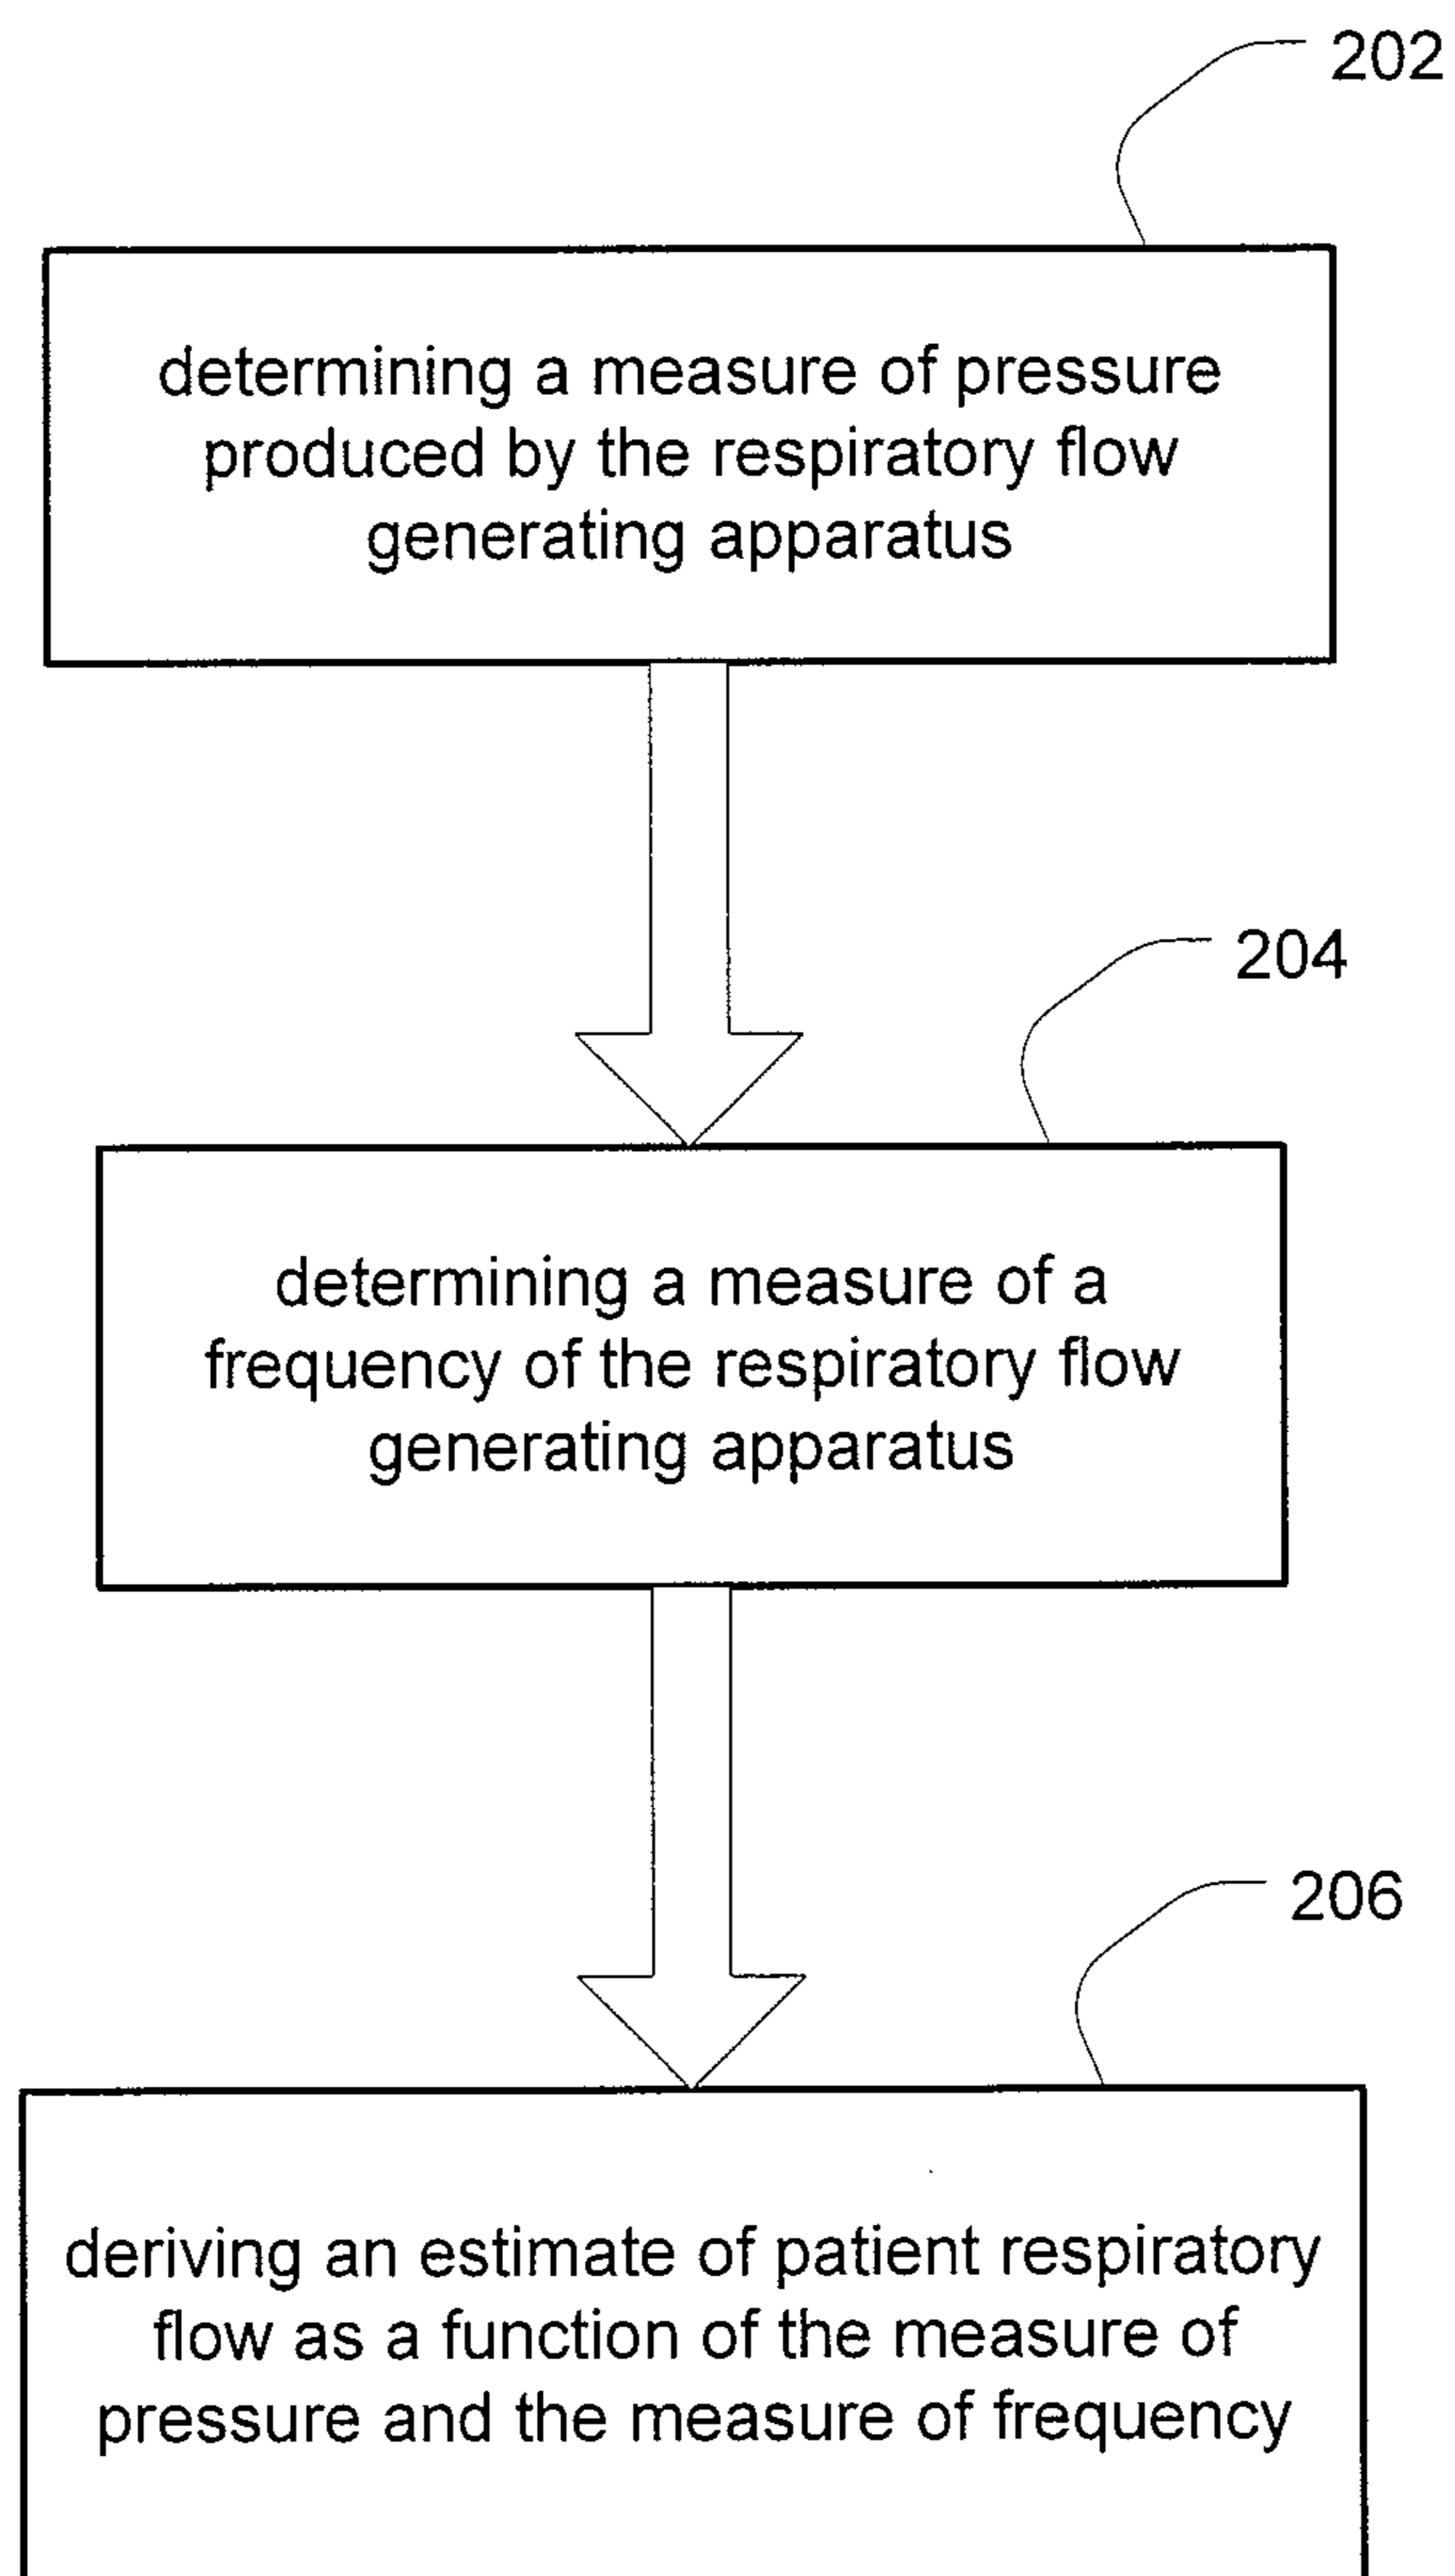 202
determining a measure of pressure
produced by the respiratory flow
generating apparatus
204
determining a measure of a
frequency of the respiratory flow
generating apparatus
206
deriving an estimate of patient respiratory
flow as a function of the measure of
pressure and the measure of frequency